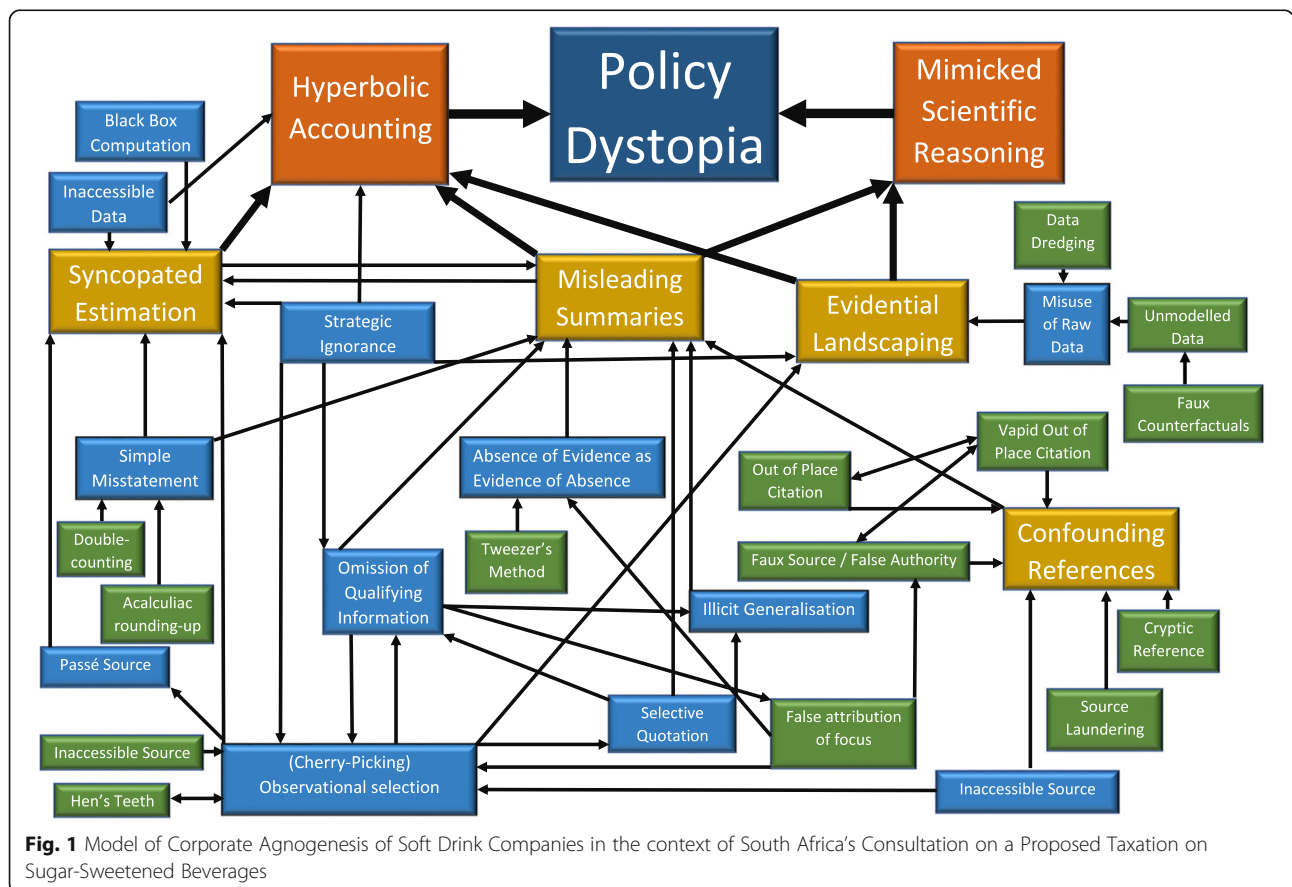 Hyperbolic
Accounting
Policy
Dystopia
Mimicked
Scientific
Reasoning
Black Box
Computation
Inaccessible
Data
Data
Dredging
Syncopated
Estimation
Misleading
Summaries
Evidential
Landscaping
Misuse
of Raw
Data
Unmodelled
Data
Strategic
Ignorance
Faux
Counterfactuals
Simple
Misstatement
Absence of Evidence as
Evidence of Absence
Out of Place
Citation
Vapid Out of
Place Citation
Double-
counting
Tweezer's
Method
Faux Source / False Authority
Confounding
References
Acalculiac
rounding-up
Omission of
Qualifying
Information
Illicit Generalisation
Cryptic
Reference
Passé Source
Selective
Quotation
False attribution
of focus
Source
Laundering
Inaccessible Source
(Cherry-Picking)
Observational selection
Inaccessible Source
Hen's Teeth
Fig. 1 Model of Corporate Agnogenesis of Soft Drink Companies in the context of South Africa's Consultation on a Proposed Taxation on
Sugar-Sweetened Beverages